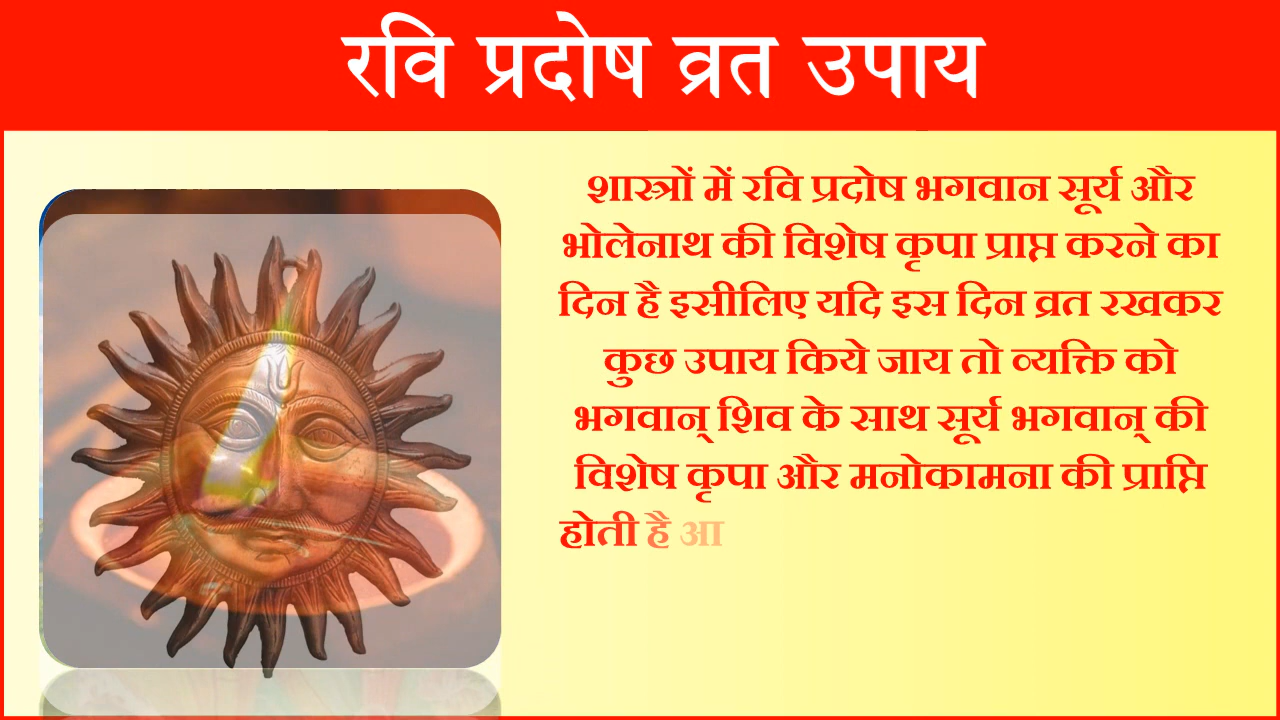 रवि प्रदोष व्रत उपाय
शास्त्रों में रवि प्रदोष भगवान सूर्य और
भोलेनाथ की विशेष कृपा प्राप्त करने का
दिन है इसीलिए यदि इस दिन व्रत रखकर
कुछ उपाय किये जाय तो व्यक्ति को
भगवान् शिव के साथ सूर्य भगवान् की
विशेष कृपा और मनोकामना की प्राप्ति
होती है आ